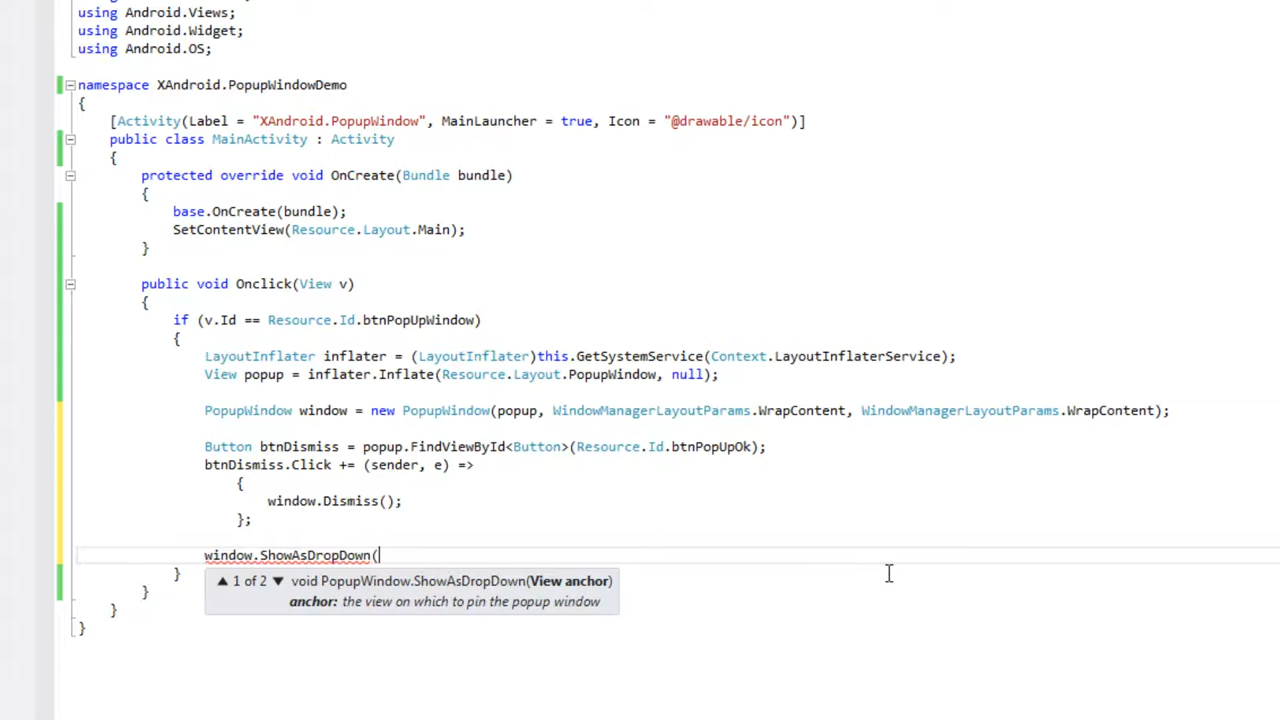 using Android.Views;
using Android.Widget;
using Android.OS;
namespace XAndroid.PopupWindowDemo
{
[Activity(Label = "XAndroid.PopupWindow", MainLauncher = true, Icon = "@drawable/icon")]
public class MainActivity : Activity
{
protected override void OnCreate(Bundle bundle)
{
base.OnCreate(bundle);
SetContentView(Resource.Layout.Main);
}
public void Onclick(View v)
{
if (v.Id == Resource.Id.btnPopUpWindow)
{
LayoutInflater inflater = (LayoutInflater)this.GetSystemService(Context.LayoutInflaterService);
View popup = inflater.Inflate(Resource.Layout.PopupWindow, null);
PopupWindow window = new PopupWindow(popup, WindowManagerLayoutParams.WrapContent, WindowManagerLayoutParams.WrapContent);
Button btnDismiss = popup.FindViewById<Button>(Resource.Id.btnPopUpOk);
btnDismiss.Click += (sender, e) =>
{
window.Dismiss();
};
window.ShowAsDropDown(
}
▲ 1 of 2 ▼ void PopupWindow.ShowAsDropDown(View anchor)
}
anchor: the view on which to pin the popup window
}
}